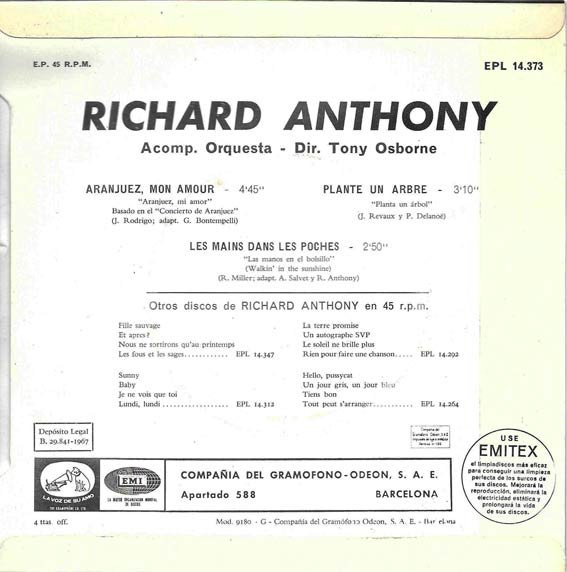 E.P. 45 R.P.M.
EPL 14.373
RICHARD ANTHONY
Acomp. Orquesta - Dir. Tony Osborne
ARANJUEZ, MON AMOUR - 4'45"
"Aranjuez, mi amor"
Basado en el "Concierto de Aranjuez"
(J. Rodrigo; adapt. G. Bontempelli)
PLANTE UN ARBRE - 3'10"
"Planta un árbol"
(J. Revaux y P. Delanoë)
LES MAINS DANS LES POCHES - 2'50"
"Las manos en el bolsillo"
(Walkin' in the sunshine)
(R. Miller; adapt. A. Salvet y R. Anthony)
Otros discos de RICHARD ANTHONY en 45 r.p.m.
Fille sauvage
Et apres?
Nous ne sortirons qu'au printemps
Les fous et les sages............ EPL 14.347
La terre promise
Un autographe SVP
Le soleil ne brille plus
Rien pour faire une chanson..... EPL 14.292
Sunny
Baby
Je ne vois que toi
Lundi, lundi .................... EPL 14.312
Hello, pussycat
Un jour gris, un jour bleu
Tiens bon
Tout peut s'arranger........... EPL 14.264
Depósito Legal
B. 29.841-1967
LA VOZ DE SU AMO
EMI
LA MAYOR ORGANIZACION MUNDIAL
DE DISCOS
COMPAÑIA DEL GRAMOFONO-ODEON, S. A. E.
Apartado 588
BARCELONA
USE
EMITEX
el limpiadiscos más eficaz
para conseguir una limpieza
perfecta de los surcos de
sus discos. Mejorará la
reproducción, eliminará la
electricidad estática y
prolongará la vida
de sus discos.
4 ttas. off.
Mod. 9180 - G - Compañía del Gramófono Odeon, S. A. E. - Barcelona